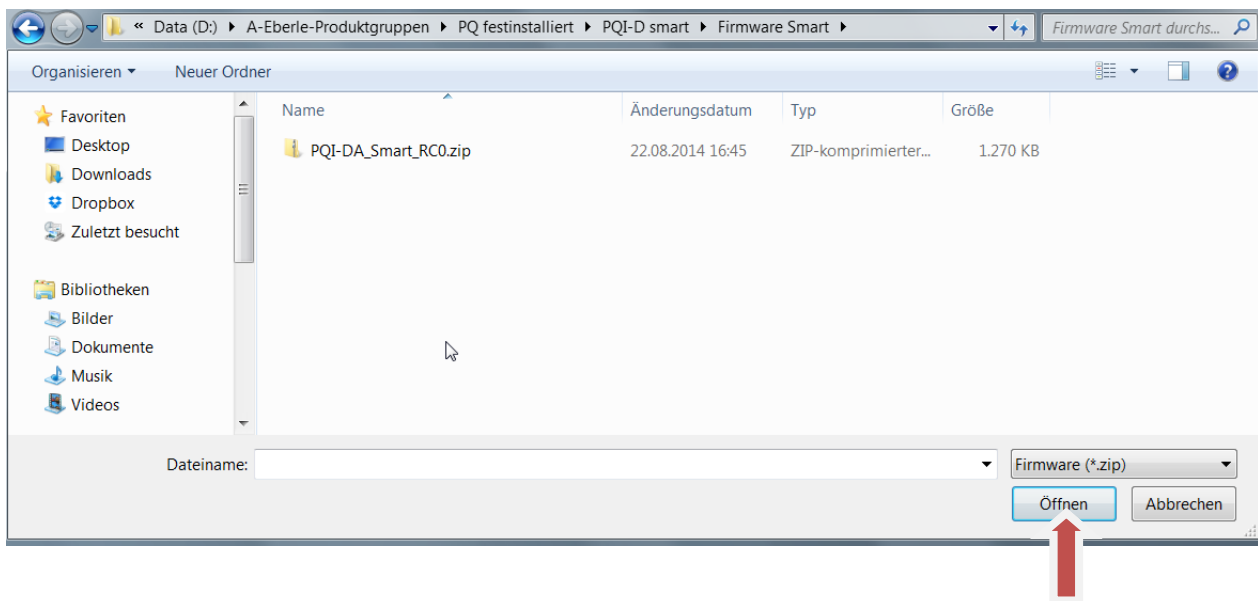 « Data (D:) ▸ A-Eberle-Produktgruppen ▸ PQ festinstalliert ▸ PQI-D smart ▸ Firmware Smart ▸ Firmware Smart durchs...
Organisieren Neuer Ordner
Favoriten
Desktop
Downloads
Dropbox
Zuletzt besucht
Bibliotheken
Bilder
Dokumente
Musik
Videos
Name Änderungsdatum Typ Größe
PQI-DA_Smart_RC0.zip 22.08.2014 16:45 ZIP-komprimierter... 1.270 KB
Dateiname: Firmware (*.zip)
Öffnen Abbrechen